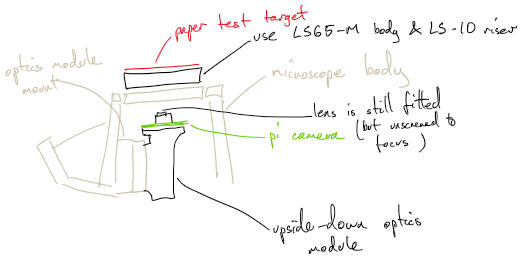 paper test target
use LS65-M body & LS-10 riser
optics module
mount
microscope body
lens is still fitted
(but unscrewed to
focus)
pi camera
upside-down optics
module